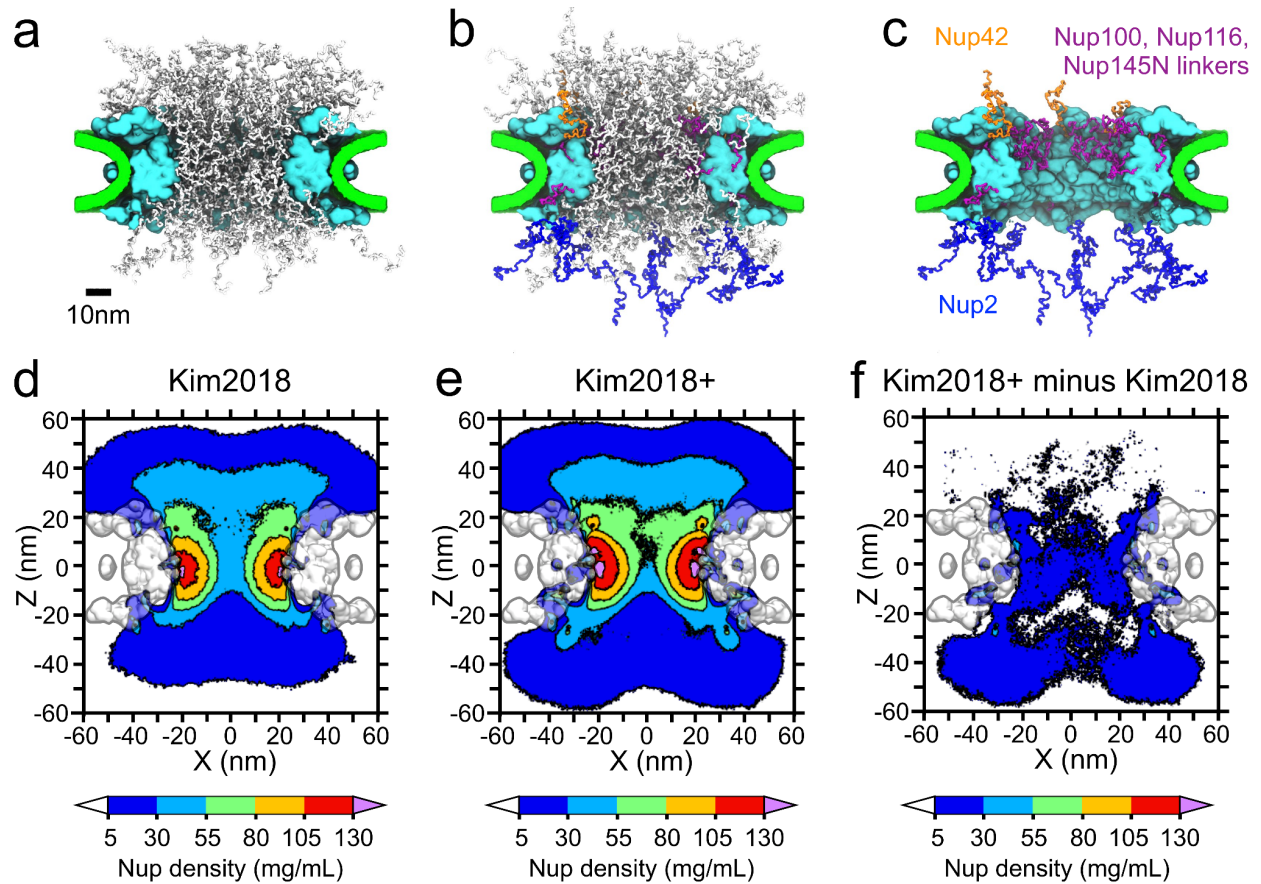 a
b
c
Nup42
Nup100, Nup116,
Nup145N linkers
10nm
Nup2
d
Kim2018
e
Kim2018+
f
Kim2018+ minus Kim2018
60
40
20
0
-20
-40
-60
Z (nm)
-60 -40 -20 0 20 40 60
X (nm)
60
40
20
0
-20
-40
-60
Z (nm)
-60 -40 -20 0 20 40 60
X (nm)
60
40
20
0
-20
-40
-60
Z (nm)
-60 -40 -20 0 20 40 60
X (nm)
5 30 55 80 105 130
Nup density (mg/mL)
5 30 55 80 105 130
Nup density (mg/mL)
5 30 55 80 105 130
Nup density (mg/mL)